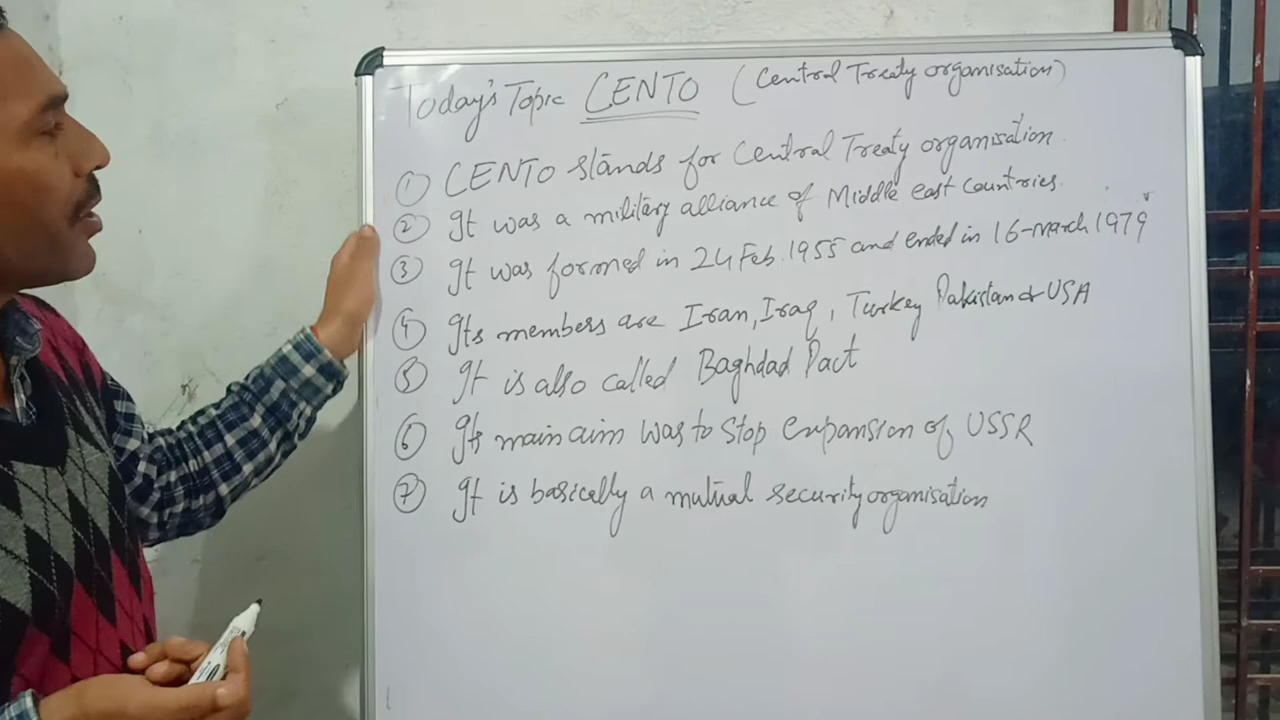 Today's Topic CENTO (Central Treaty organisation)
① CENTO stands for Central Treaty organisation.
② It was a military alliance of Middle east Countries.
③ It was formed in 24 Feb. 1955 and ended in 16-march 1979
④ Its members are Iran, Iraq, Turkey Pakistan & USA
⑤ It is also called Baghdad Pact
⑥ Its main aim was to stop expansion of USSR
⑦ It is basically a mutual security organisation